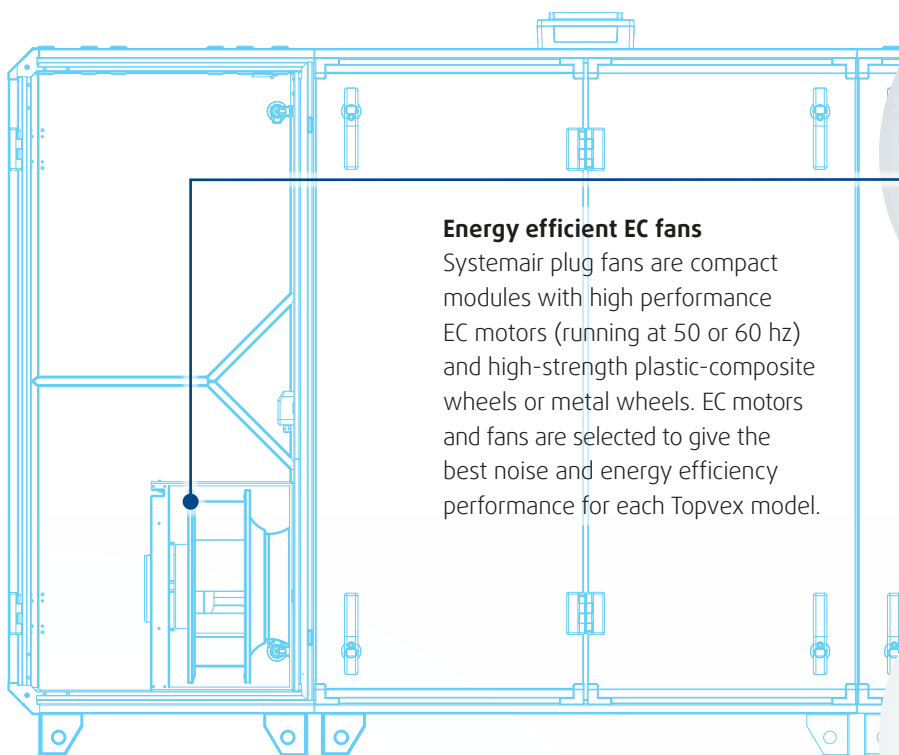 Energy efficient EC fans
Systemair plug fans are compact
modules with high performance
EC motors (running at 50 or 60 hz)
and high-strength plastic-composite
wheels or metal wheels. EC motors
and fans are selected to give the
best noise and energy efficiency
performance for each Topvex model.